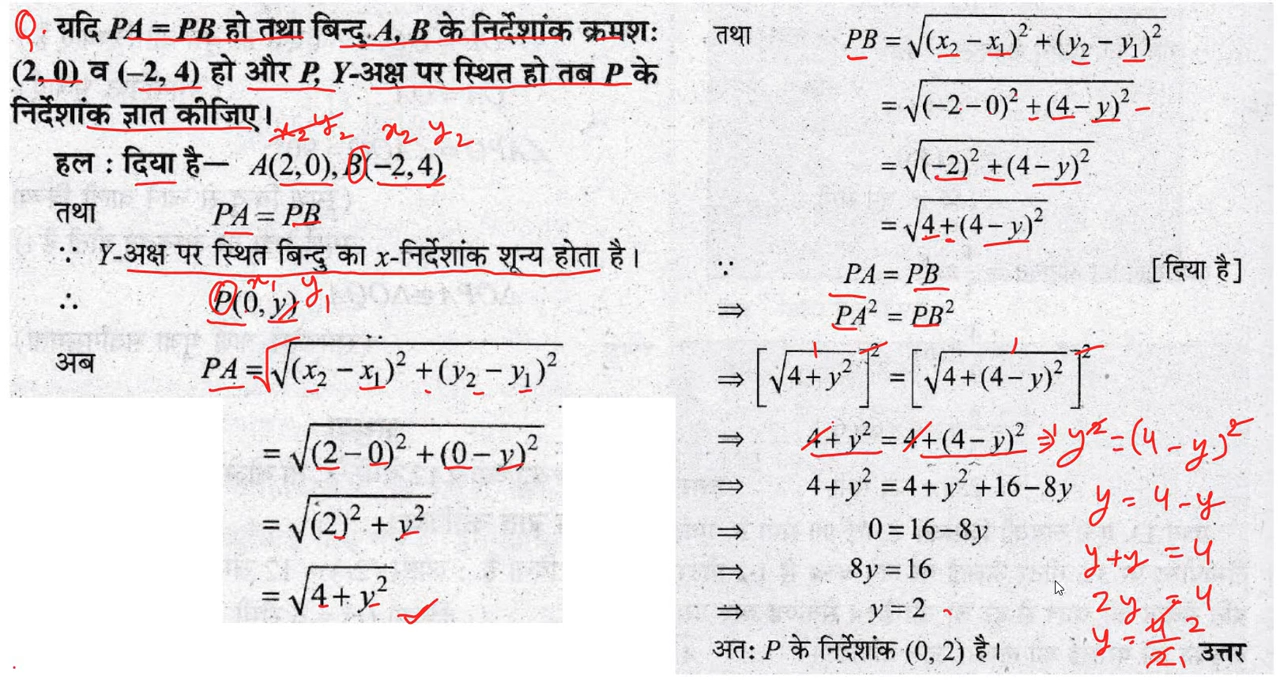 Q. यदि PA = PB हो तथा बिन्दु A, B के निर्देशांक क्रमश:
(2, 0) व (–2, 4) हो और P, Y-अक्ष पर स्थित हो तब P के
निर्देशांक ज्ञात कीजिए।
x₂ y₂ x₂ y₂
हल : दिया है— A(2,0), B(−2,4)
तथा PA = PB
∵ Y-अक्ष पर स्थित बिन्दु का x-निर्देशांक शून्य होता है।
x₁ y₁
∴ P(0, y)
अब PA = √(x₂ − x₁)² + (y₂ − y₁)²
= √(2 − 0)² + (0 − y)²
= √(2)² + y²
= √4 + y²
तथा PB = √(x₂ − x₁)² + (y₂ − y₁)²
= √(−2 − 0)² + (4 − y)²
= √(−2)² + (4 − y)²
= √4 + (4 − y)²
∵ PA = PB [दिया है]
⇒ PA² = PB²
⇒ [√4 + y²]² = [√4 + (4 − y)²]²
⇒ 4 + y² = 4 + (4 − y)² ⇒ y² = (4 − y)²
⇒ 4 + y² = 4 + y² + 16 − 8y
y = 4 − y
⇒ 0 = 16 − 8y
y + y = 4
⇒ 8y = 16
2y = 4
⇒ y = 2
y = 4/2 2 1
अत: P के निर्देशांक (0, 2) है। उत्तर